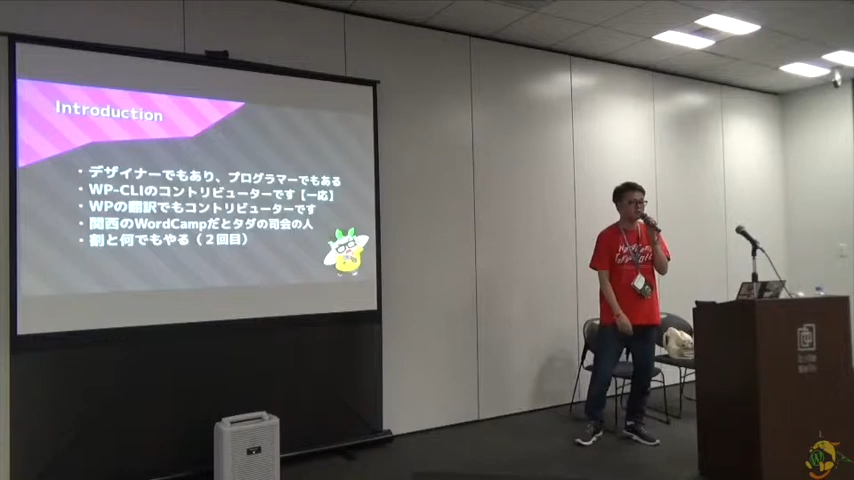 Introduction
・デザイナーでもあり、プログラマーでもある
・WP-CLIのコントリビューターです【一応】
・WPの翻訳でもコントリビューターです
・関西のWordCampだとタダの司会の人
・割と何でもやる（２回目）